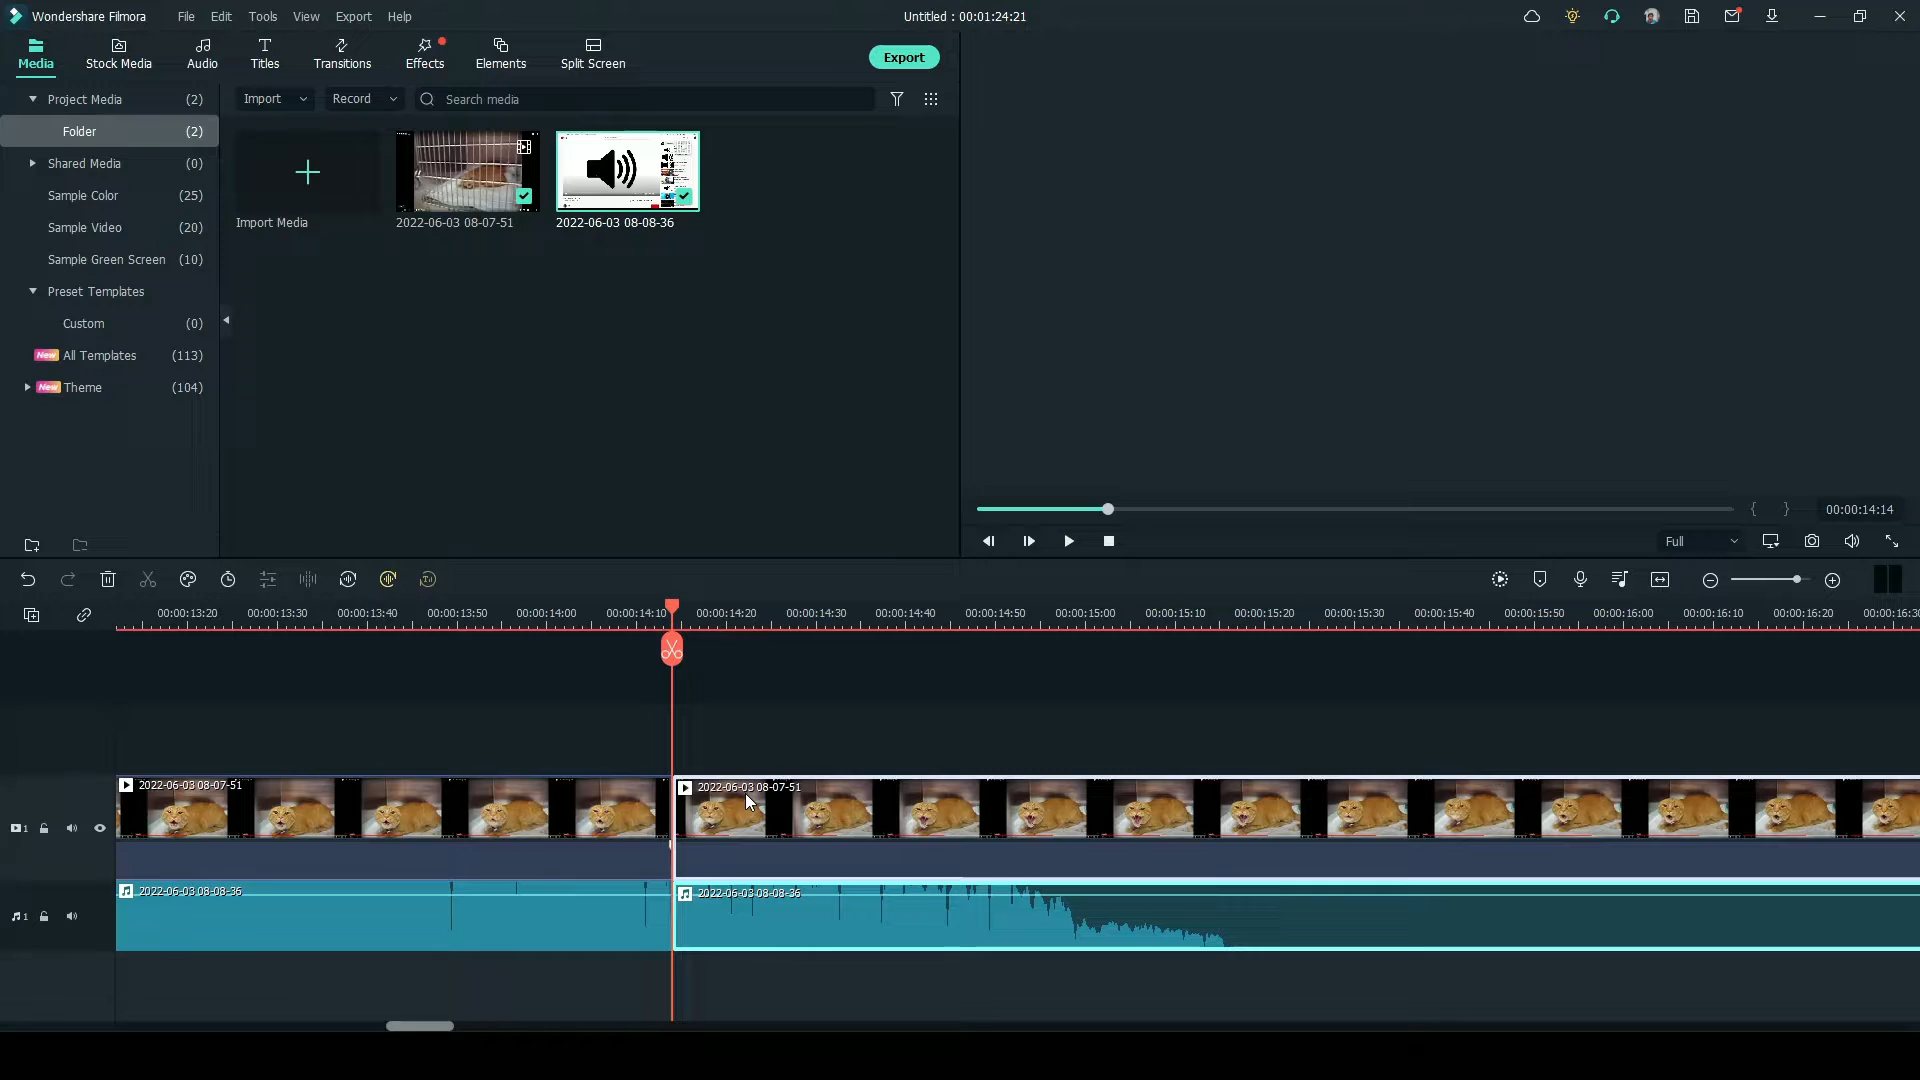 Wondershare Filmora File Edit Tools View Export Help Untitled : 00:01:24:21
Media Stock Media Audio Titles Transitions Effects Elements Split Screen Export
Project Media (2) Import Record Search media
Folder (2)
Shared Media (0)
Sample Color (25)
Sample Video (20)
Import Media 2022-06-03 08-07-51 2022-06-03 08-08-36
Sample Green Screen (10)
Preset Templates
Custom (0)
New All Templates (113)
New Theme (104)
{ } 00:00:14:14
Full
00:00:13:20 00:00:13:30 00:00:13:40 00:00:13:50 00:00:14:00 00:00:14:10 00:00:14:20 00:00:14:30 00:00:14:40 00:00:14:50 00:00:15:00 00:00:15:10 00:00:15:20 00:00:15:30 00:00:15:40 00:00:15:50 00:00:16:00 00:00:16:10 00:00:16:20 00:00:16:30
2022-06-03 08-07-51 2022-06-03 08-07-51
1
2022-06-03 08-08-36 2022-06-03 08-08-36
1